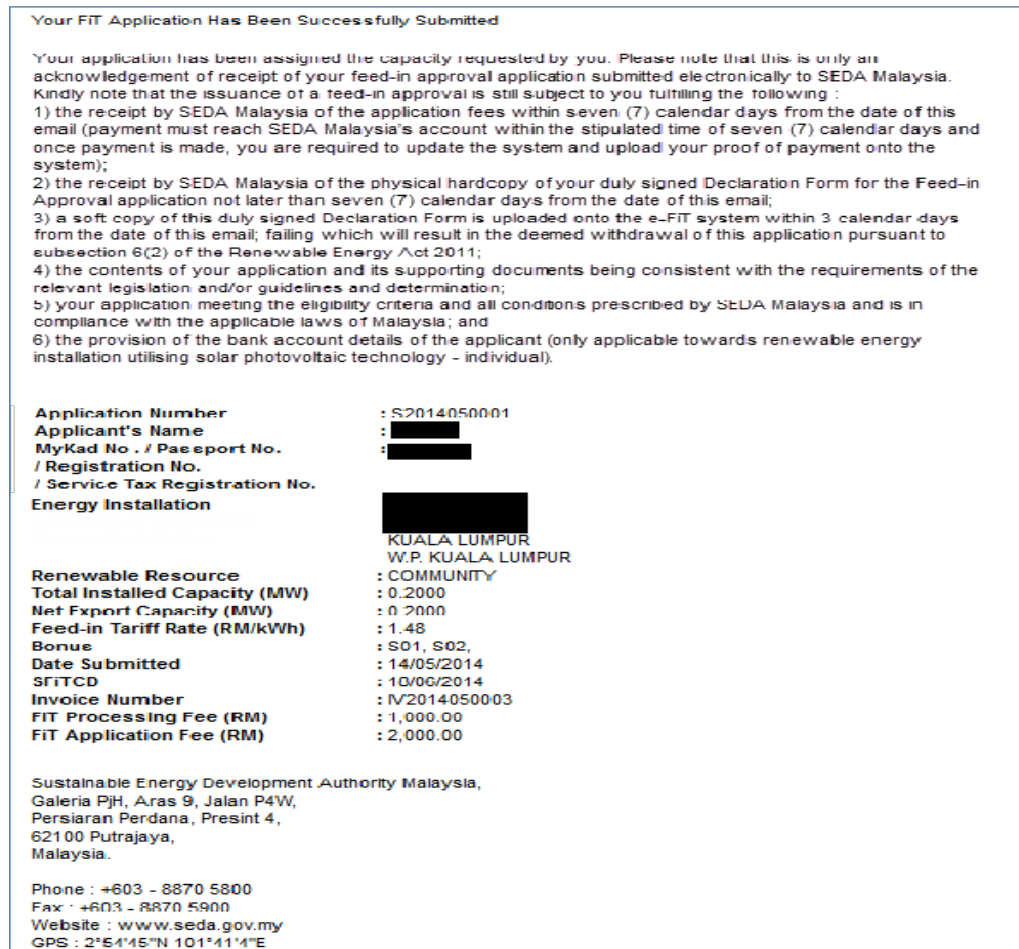 Your FiT Application Has Been Successfully Submitted
Your application has been assigned the capacity requested by you. Please note that this is only an
acknowledgement of receipt of your feed-in approval application submitted electronically to SEDA Malaysia.
Kindly note that the issuance of a feed-in approval is still subject to you fulfilling the following :
1) the receipt by SEDA Malaysia of the application fees within seven (7) calendar days from the date of this
email (payment must reach SEDA Malaysia's account within the stipulated time of seven (7) calendar days and
once payment is made, you are required to update the system and upload your proof of payment onto the
system);
2) the receipt by SEDA Malaysia of the physical hardcopy of your duly signed Declaration Form for the Feed-in
Approval application not later than seven (7) calendar days from the date of this email;
3) a soft copy of this duly signed Declaration Form is uploaded onto the e-FiT system within 3 calendar days
from the date of this email; failing which will result in the deemed withdrawal of this application pursuant to
subsection 6(2) of the Renewable Energy Act 2011;
4) the contents of your application and its supporting documents being consistent with the requirements of the
relevant legislation and/or guidelines and determination;
5) your application meeting the eligibility criteria and all conditions prescribed by SEDA Malaysia and is in
compliance with the applicable laws of Malaysia; and
6) the provision of the bank account details of the applicant (only applicable towards renewable energy
installation utilising solar photovoltaic technology - individual).
Application Number : S2014050001
Applicant's Name :
MyKad No. / Passport No. :
/ Registration No.
/ Service Tax Registration No.
Energy Installation
KUALA LUMPUR
W.P. KUALA LUMPUR
Renewable Resource : COMMUNITY
Total Installed Capacity (MW) : 0.2000
Net Export Capacity (MW) : 0.2000
Feed-in Tariff Rate (RM/kWh) : 1.48
Bonus : S01, S02,
Date Submitted : 14/05/2014
SFiTCD :
Invoice Number : IV2014050003
FiT Processing Fee (RM) : 1,000.00
FiT Application Fee (RM) : 2,000.00
Sustainable Energy Development Authority Malaysia,
Galeria PjH, Aras 9, Jalan P4W,
Persiaran Perdana, Presint 4,
62100 Putrajaya,
Malaysia.
Phone : +603 - 8870 5800
Fax : +603 - 8870 5900
Website : www.seda.gov.my
GPS : 2°54'45"N 101°41'4"E